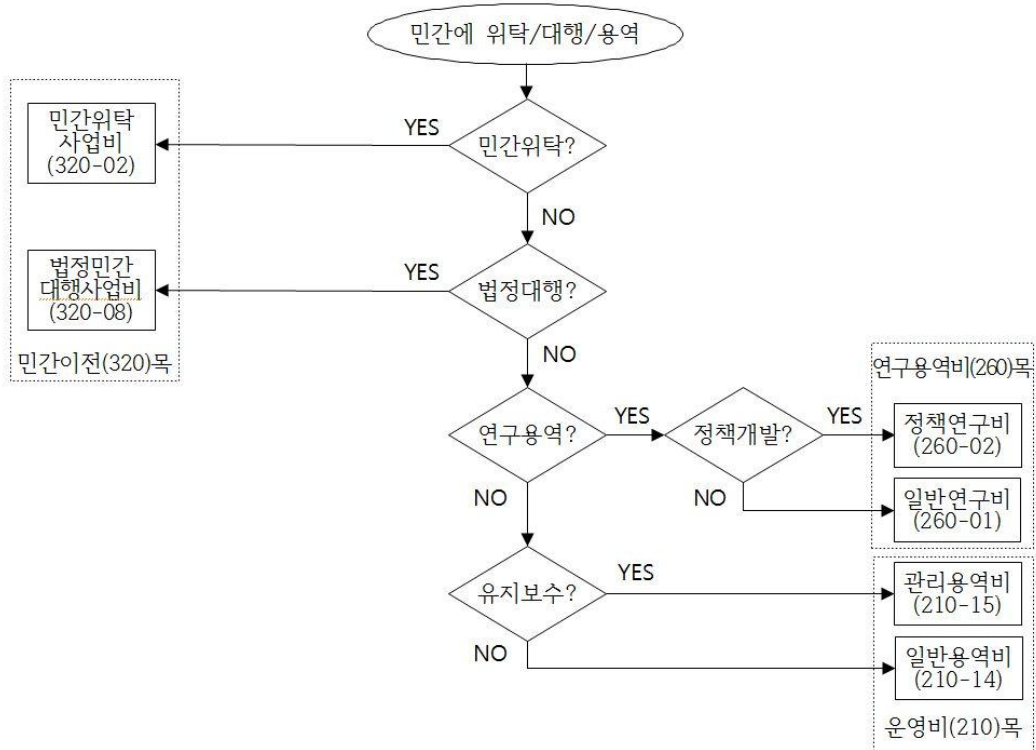 민간에 위탁/대행/용역
민간위탁
사업비
(320-02)
YES
민간위탁?
NO
법정민간
대행사업비
(320-08)
YES
법정대행?
민간이전(320)목
NO
연구용역?
YES
정책개발?
YES
연구용역비(260)목
정책연구비
(260-02)
NO
NO
일반연구비
(260-01)
유지보수?
YES
관리용역비
(210-15)
NO
일반용역비
(210-14)
운영비(210)목